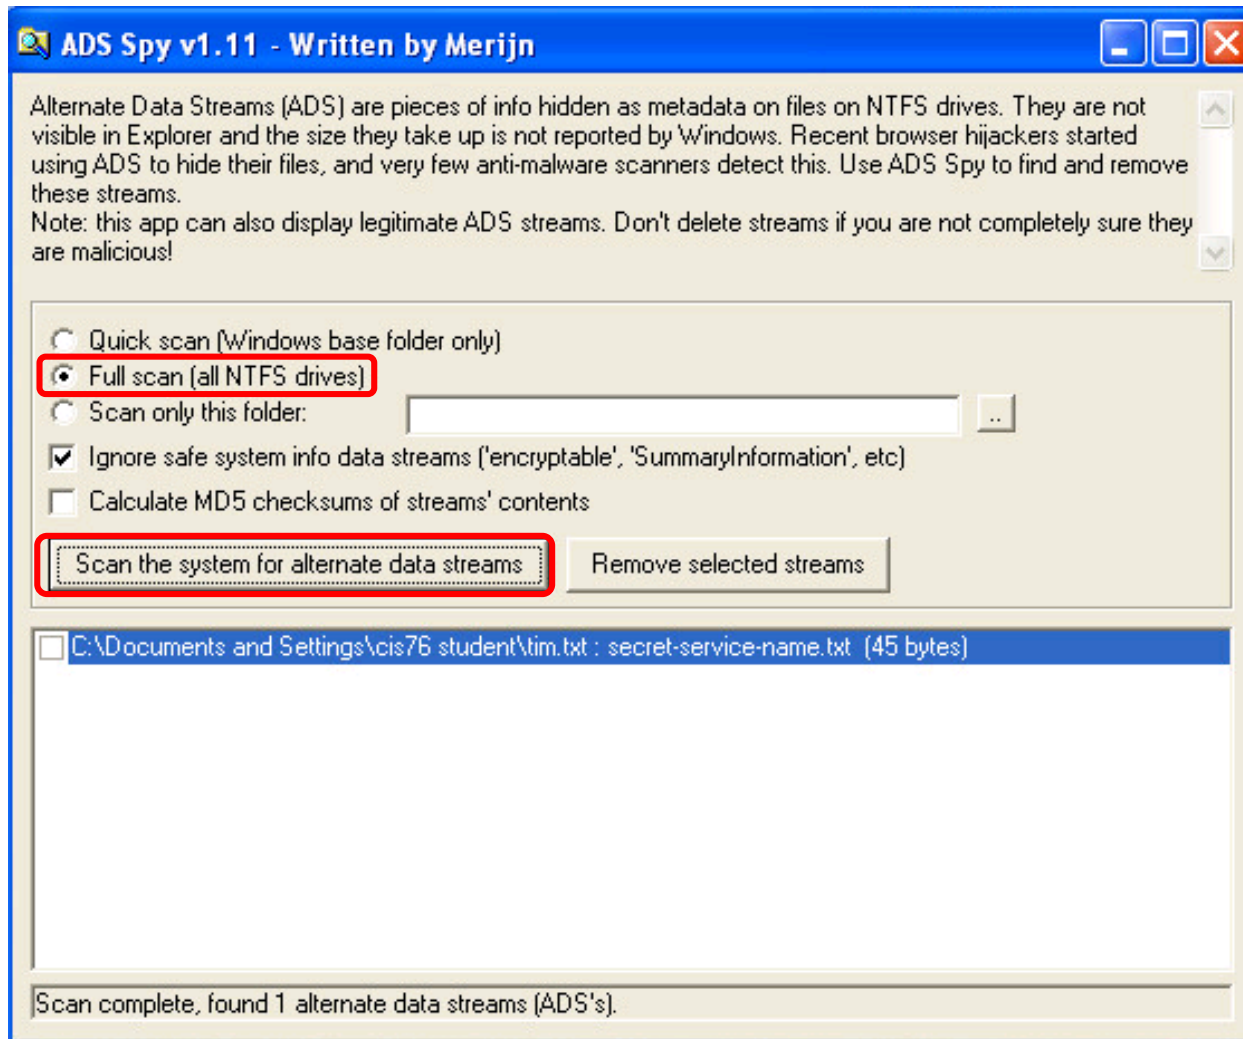 ADS Spy v1.11 - Written by Merijn
Alternate Data Streams (ADS) are pieces of info hidden as metadata on files on NTFS drives. They are not
visible in Explorer and the size they take up is not reported by Windows. Recent browser hijackers started
using ADS to hide their files, and very few anti-malware scanners detect this. Use ADS Spy to find and remove
these streams.
Note: this app can also display legitimate ADS streams. Don't delete streams if you are not completely sure they
are malicious!
Quick scan (Windows base folder only)
Full scan (all NTFS drives)
Scan only this folder:
..
Ignore safe system info data streams ('encryptable', 'SummaryInformation', etc)
Calculate MD5 checksums of streams' contents
Scan the system for alternate data streams
Remove selected streams
C:\Documents and Settings\cis76 student\tim.txt : secret-service-name.txt (45 bytes)
Scan complete, found 1 alternate data streams (ADS's).